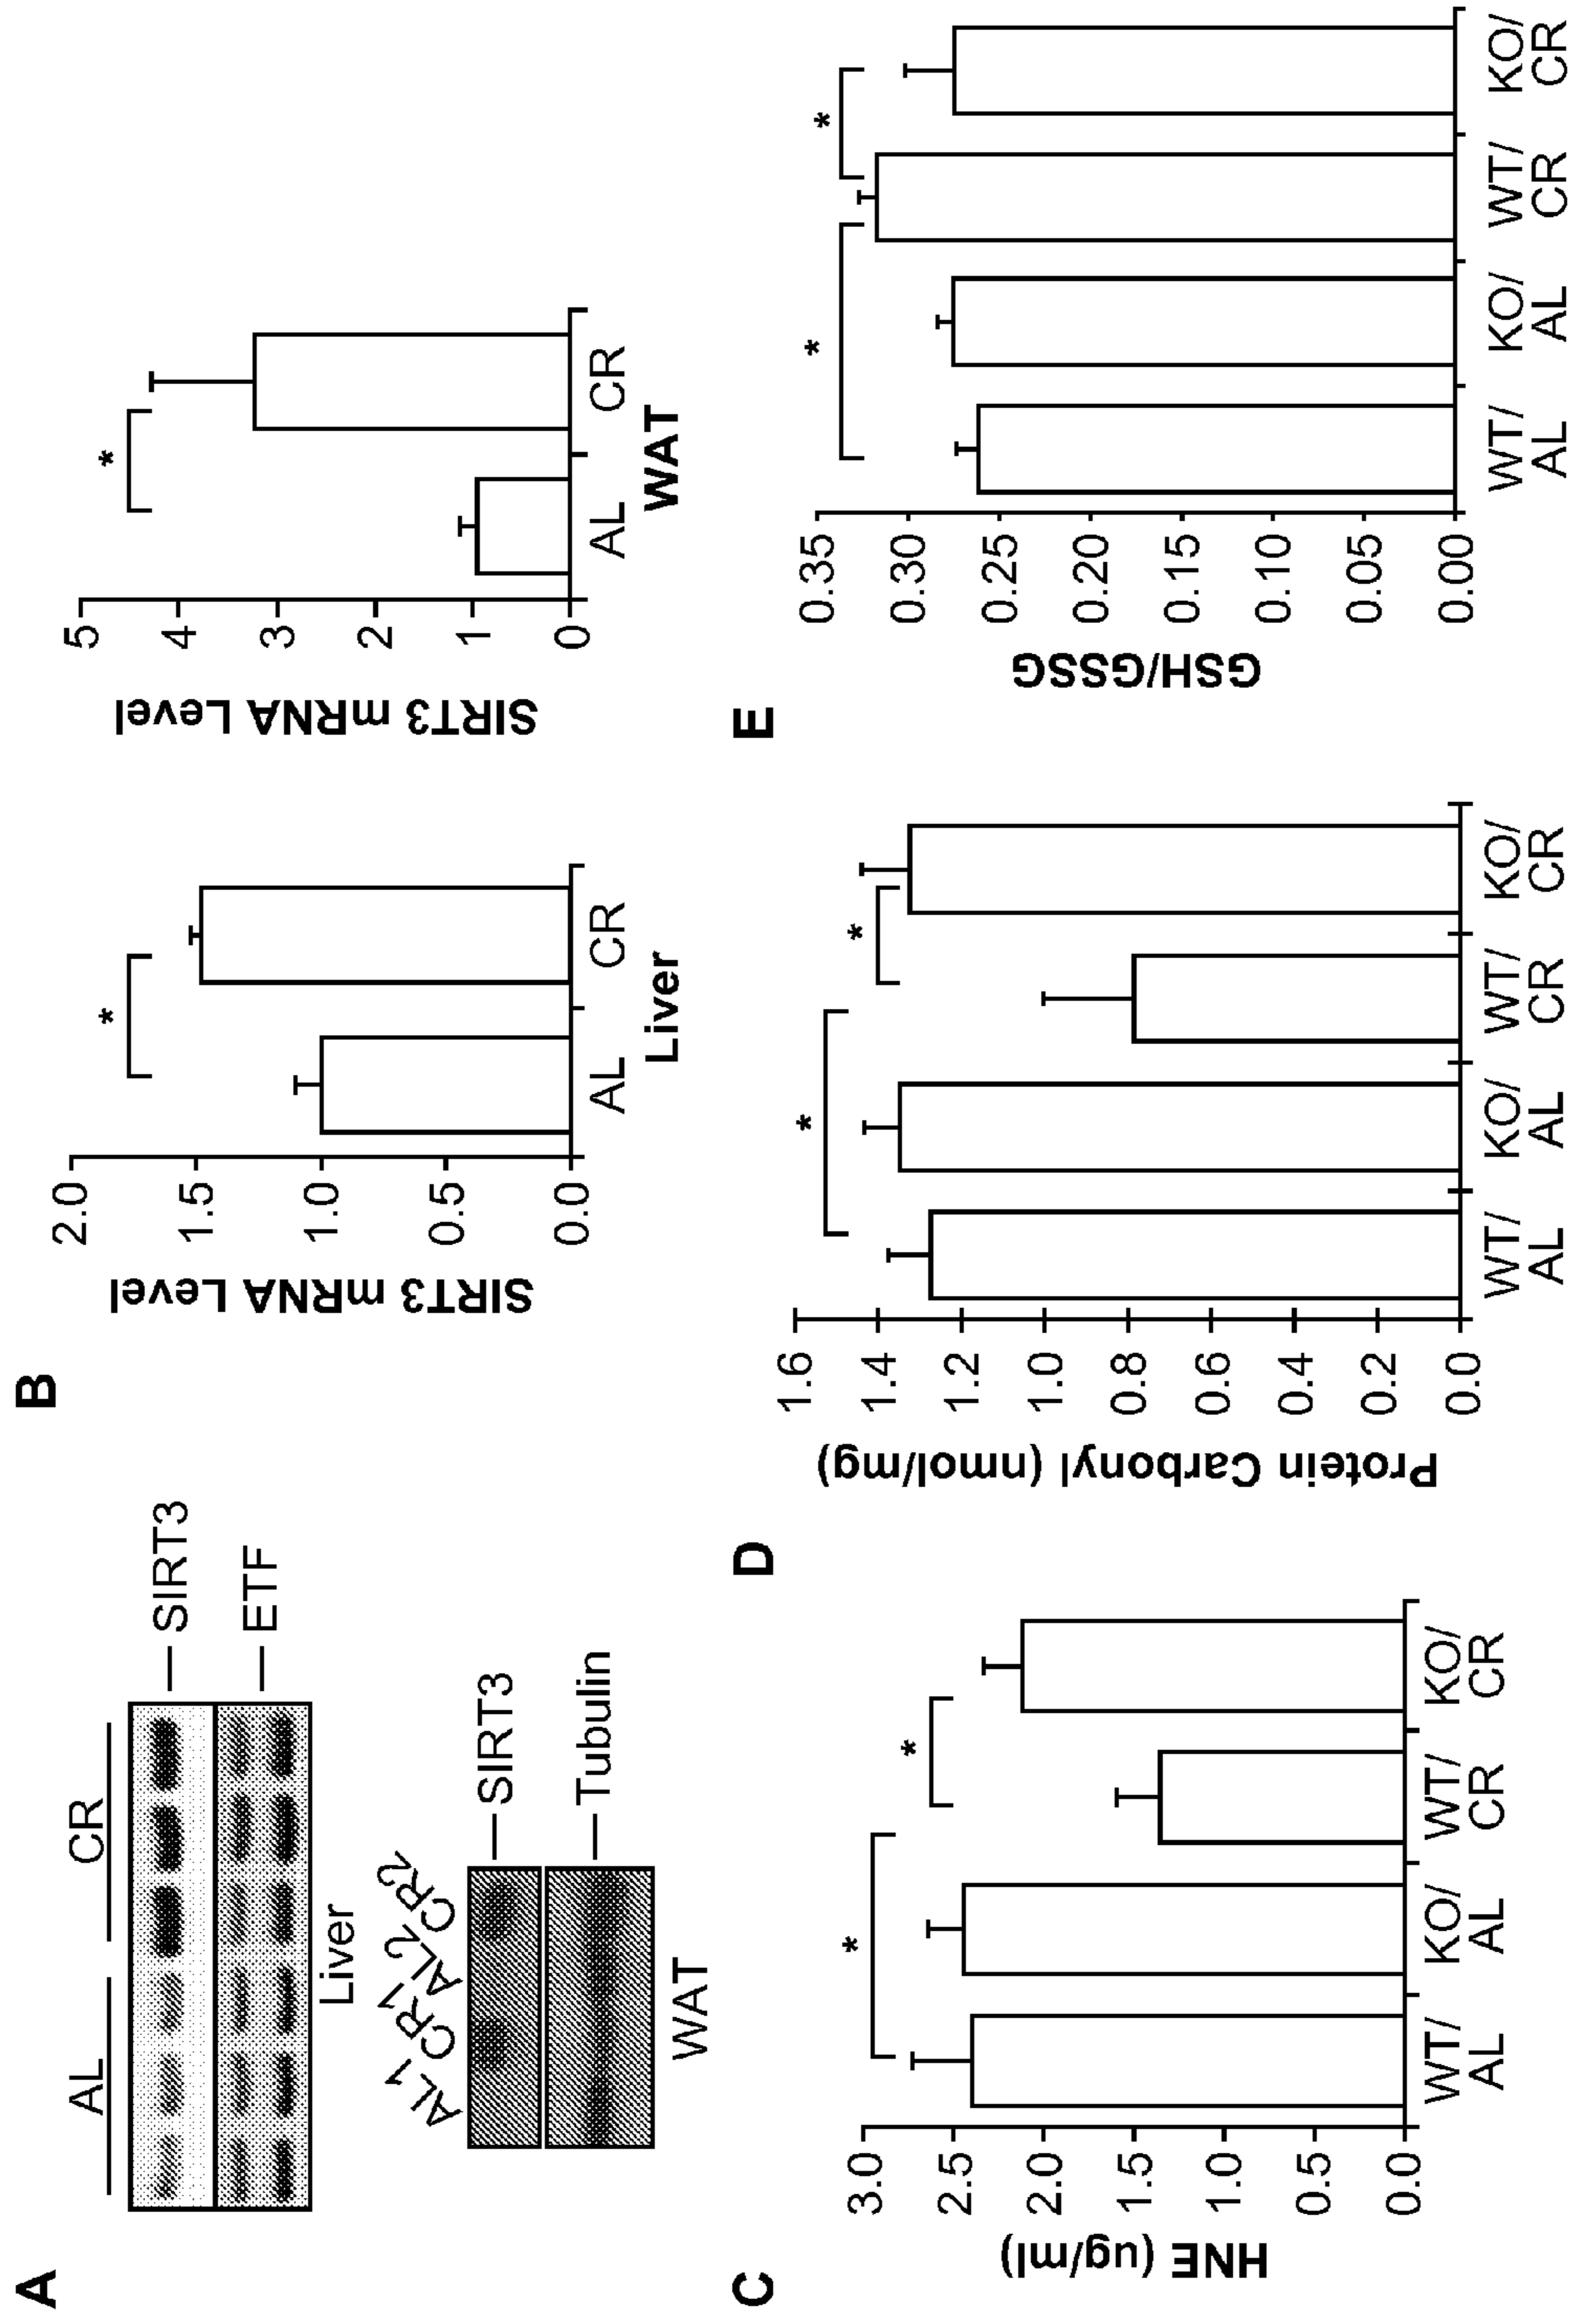 A
AL CR
SIRT3
ETF
Liver
AL1 CR1 AL2 CR2
SIRT3
Tubulin
WAT
B
SIRT3 mRNA Level
2.0
1.5
1.0
0.5
0.0
*
AL CR
Liver
SIRT3 mRNA Level
5
4
3
2
1
0
*
AL CR
WAT
C
HNE (ug/ml)
3.0
2.5
2.0
1.5
1.0
0.5
0.0
*
*
WT/ KO/ WT/ KO/
AL AL CR CR
D
Protein Carbonyl (nmol/mg)
1.6
1.4
1.2
1.0
0.8
0.6
0.4
0.2
0.0
*
*
WT/ KO/ WT/ KO/
AL AL CR CR
E
GSH/GSSG
0.35
0.30
0.25
0.20
0.15
0.10
0.05
0.00
*
*
WT/ KO/ WT/ KO/
AL AL CR CR